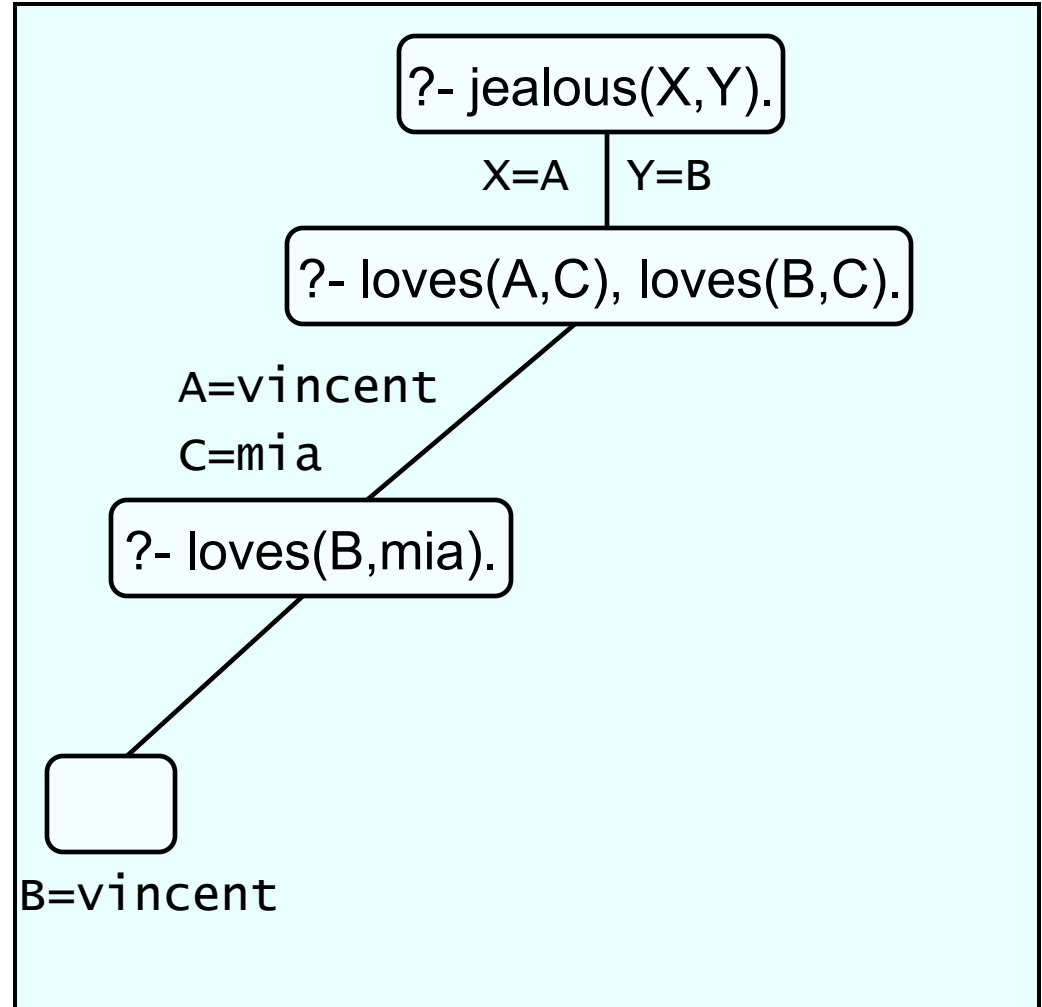 ?- jealous(X,Y).
X=A Y=B
?- loves(A,C), loves(B,C).
A=vincent
C=mia
?- loves(B,mia).
B=vincent